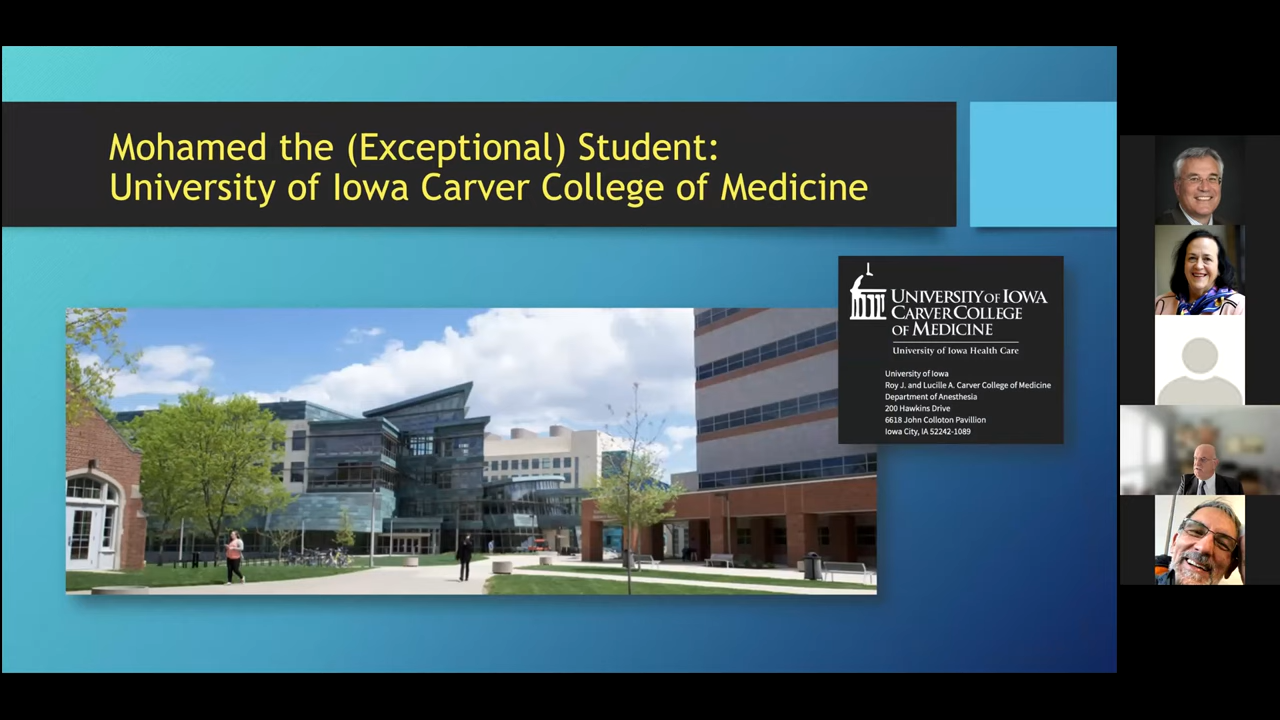 Mohamed the (Exceptional) Student:
University of Iowa Carver College of Medicine
UNIVERSITY OF IOWA
CARVER COLLEGE
OF MEDICINE
University of Iowa Health Care
University of Iowa
Roy J. and Lucille A. Carver College of Medicine
Department of Anesthesia
200 Hawkins Drive
6618 John Colloton Pavillion
Iowa City, IA 52242-1089